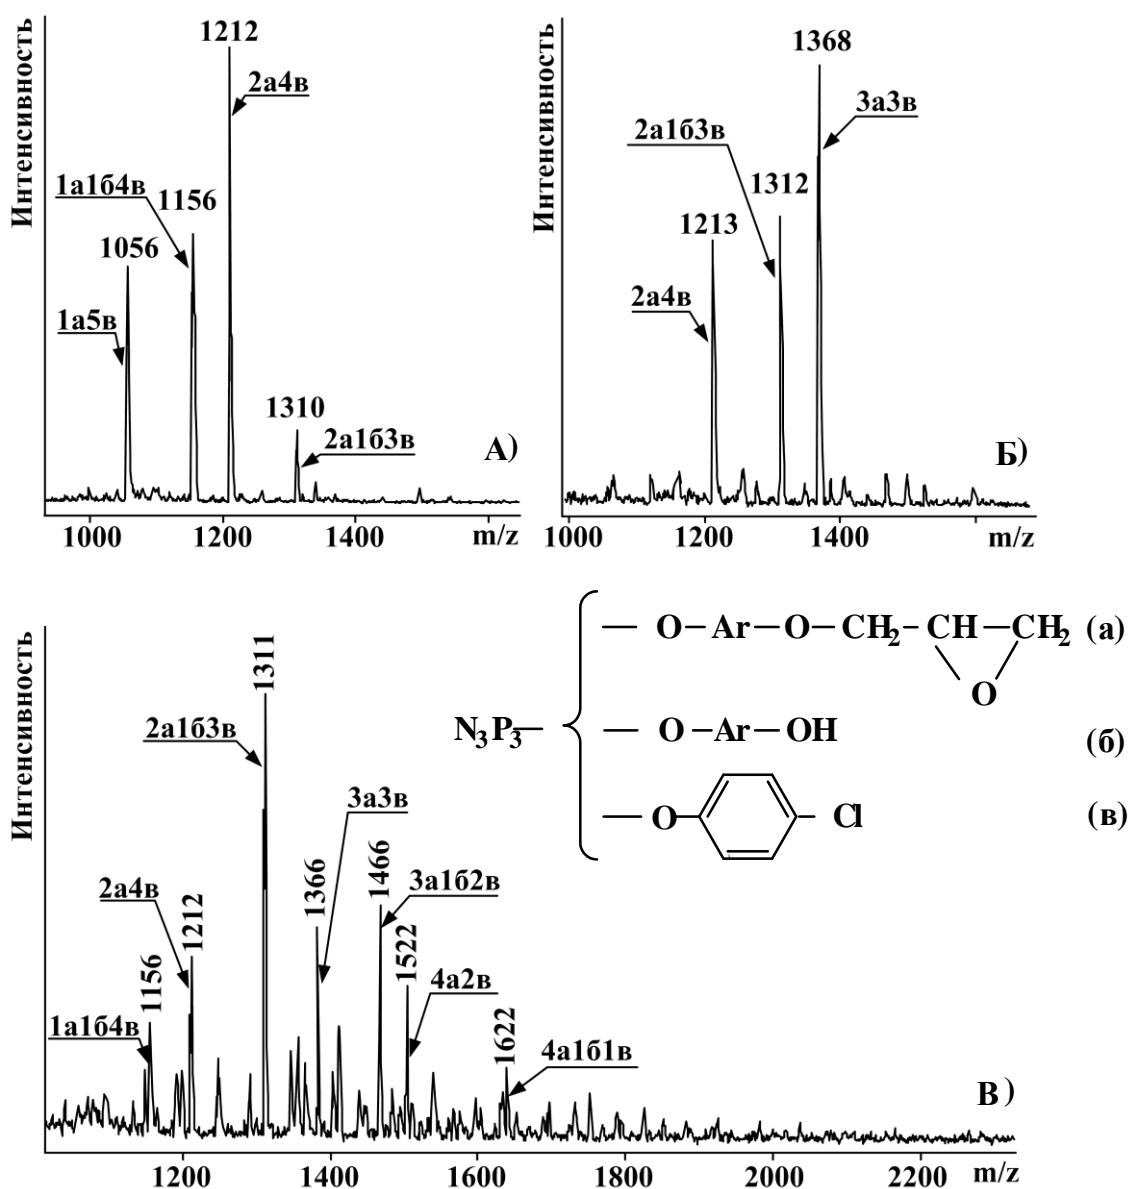 Интенсивность
1212
2а4в
1а1б4в
1156
1056
1а5в
1310
2а1б3в
А)
1000
1200
1400
m/z
Интенсивность
1368
3а3в
2а1б3в
1312
1213
2а4в
Б)
1000
1200
1400
m/z
N3P3
O–Ar–O–CH2–CH–CH2 (а)
O
O–Ar–OH (б)
O Cl (в)
Интенсивность
1311
2а1б3в
3а3в
1366
1466
3а1б2в
2а4в
1212
1522
4а2в
1156
1а1б4в
1622
4а1б1в
В)
1200
1400
1600
1800
2000
2200
m/z